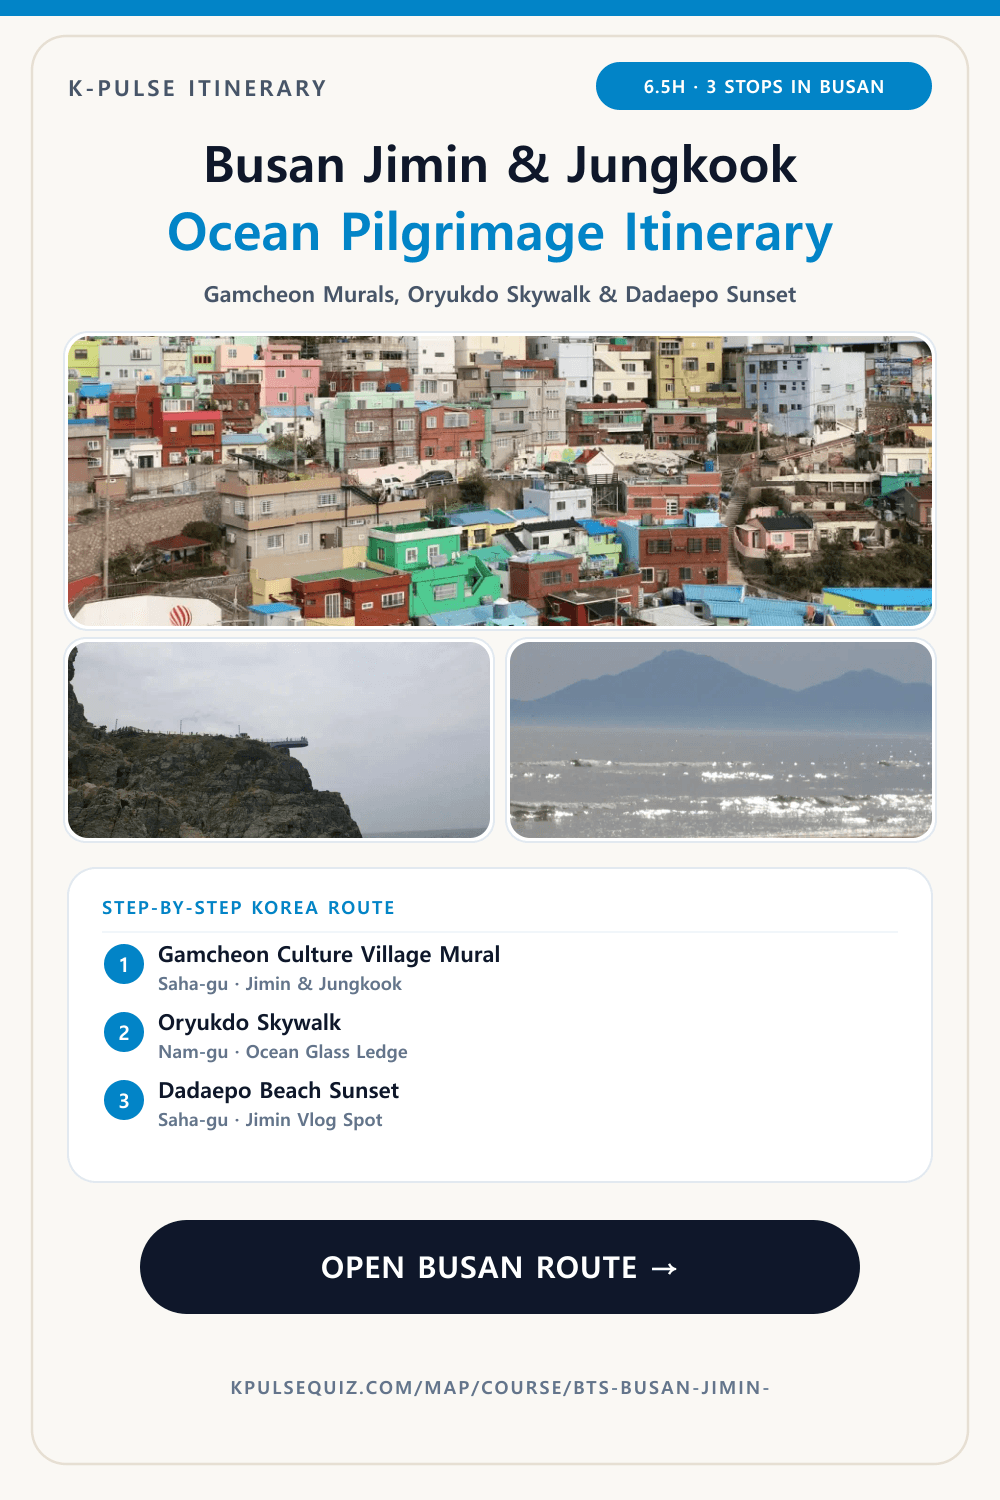 K-PULSE ITINERARY
6.5H · 3 STOPS IN BUSAN
Busan Jimin & Jungkook
Ocean Pilgrimage Itinerary
Gamcheon Murals, Oryukdo Skywalk & Dadaepo Sunset
STEP-BY-STEP KOREA ROUTE
1
Gamcheon Culture Village Mural
Saha-gu · Jimin & Jungkook
2
Oryukdo Skywalk
Nam-gu · Ocean Glass Ledge
3
Dadaepo Beach Sunset
Saha-gu · Jimin Vlog Spot
OPEN BUSAN ROUTE →
KPULSEQUIZ.COM/MAP/COURSE/BTS-BUSAN-JIMIN-